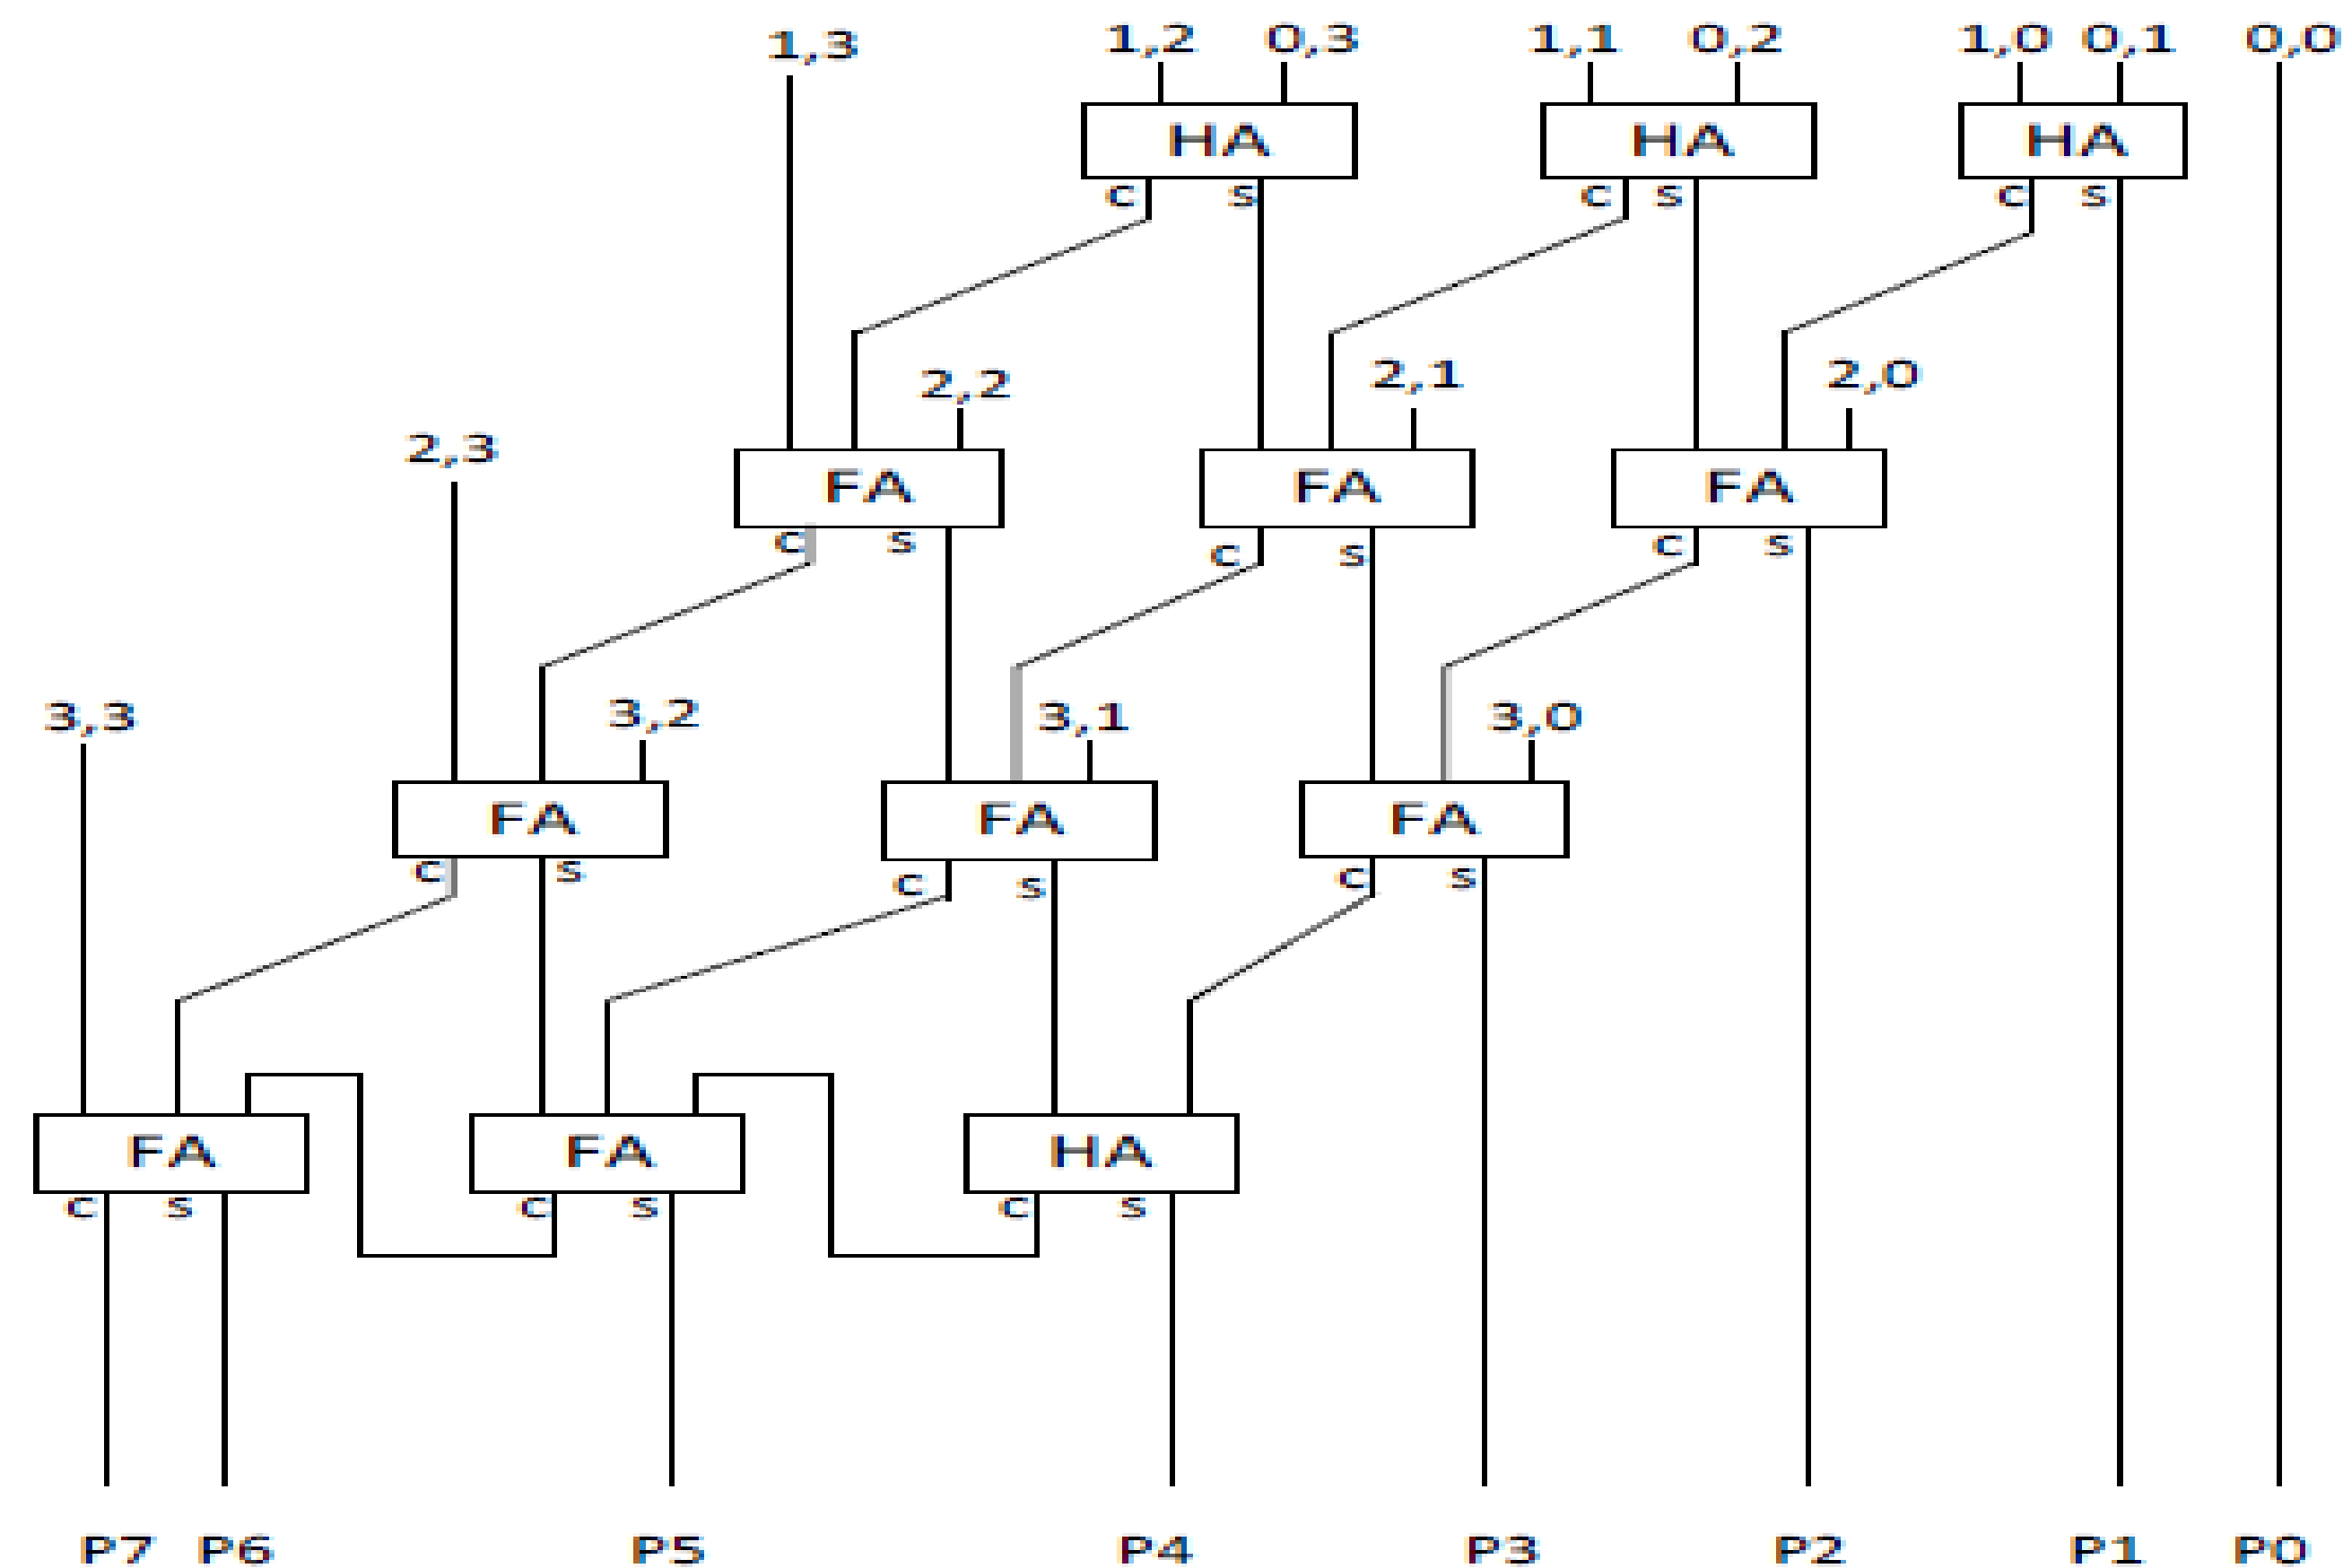 1,3 1,2 0,3 1,1 0,2 1,0 0,1 0,0
HA HA HA
C S C S C S
2,2 2,1 2,0
2,3
FA FA FA
C S C S C S
3,3 3,2 3,1 3,0
FA FA FA
C S C S C S
FA FA HA
C S C S C S
P7 P6 P5 P4 P3 P2 P1 P0